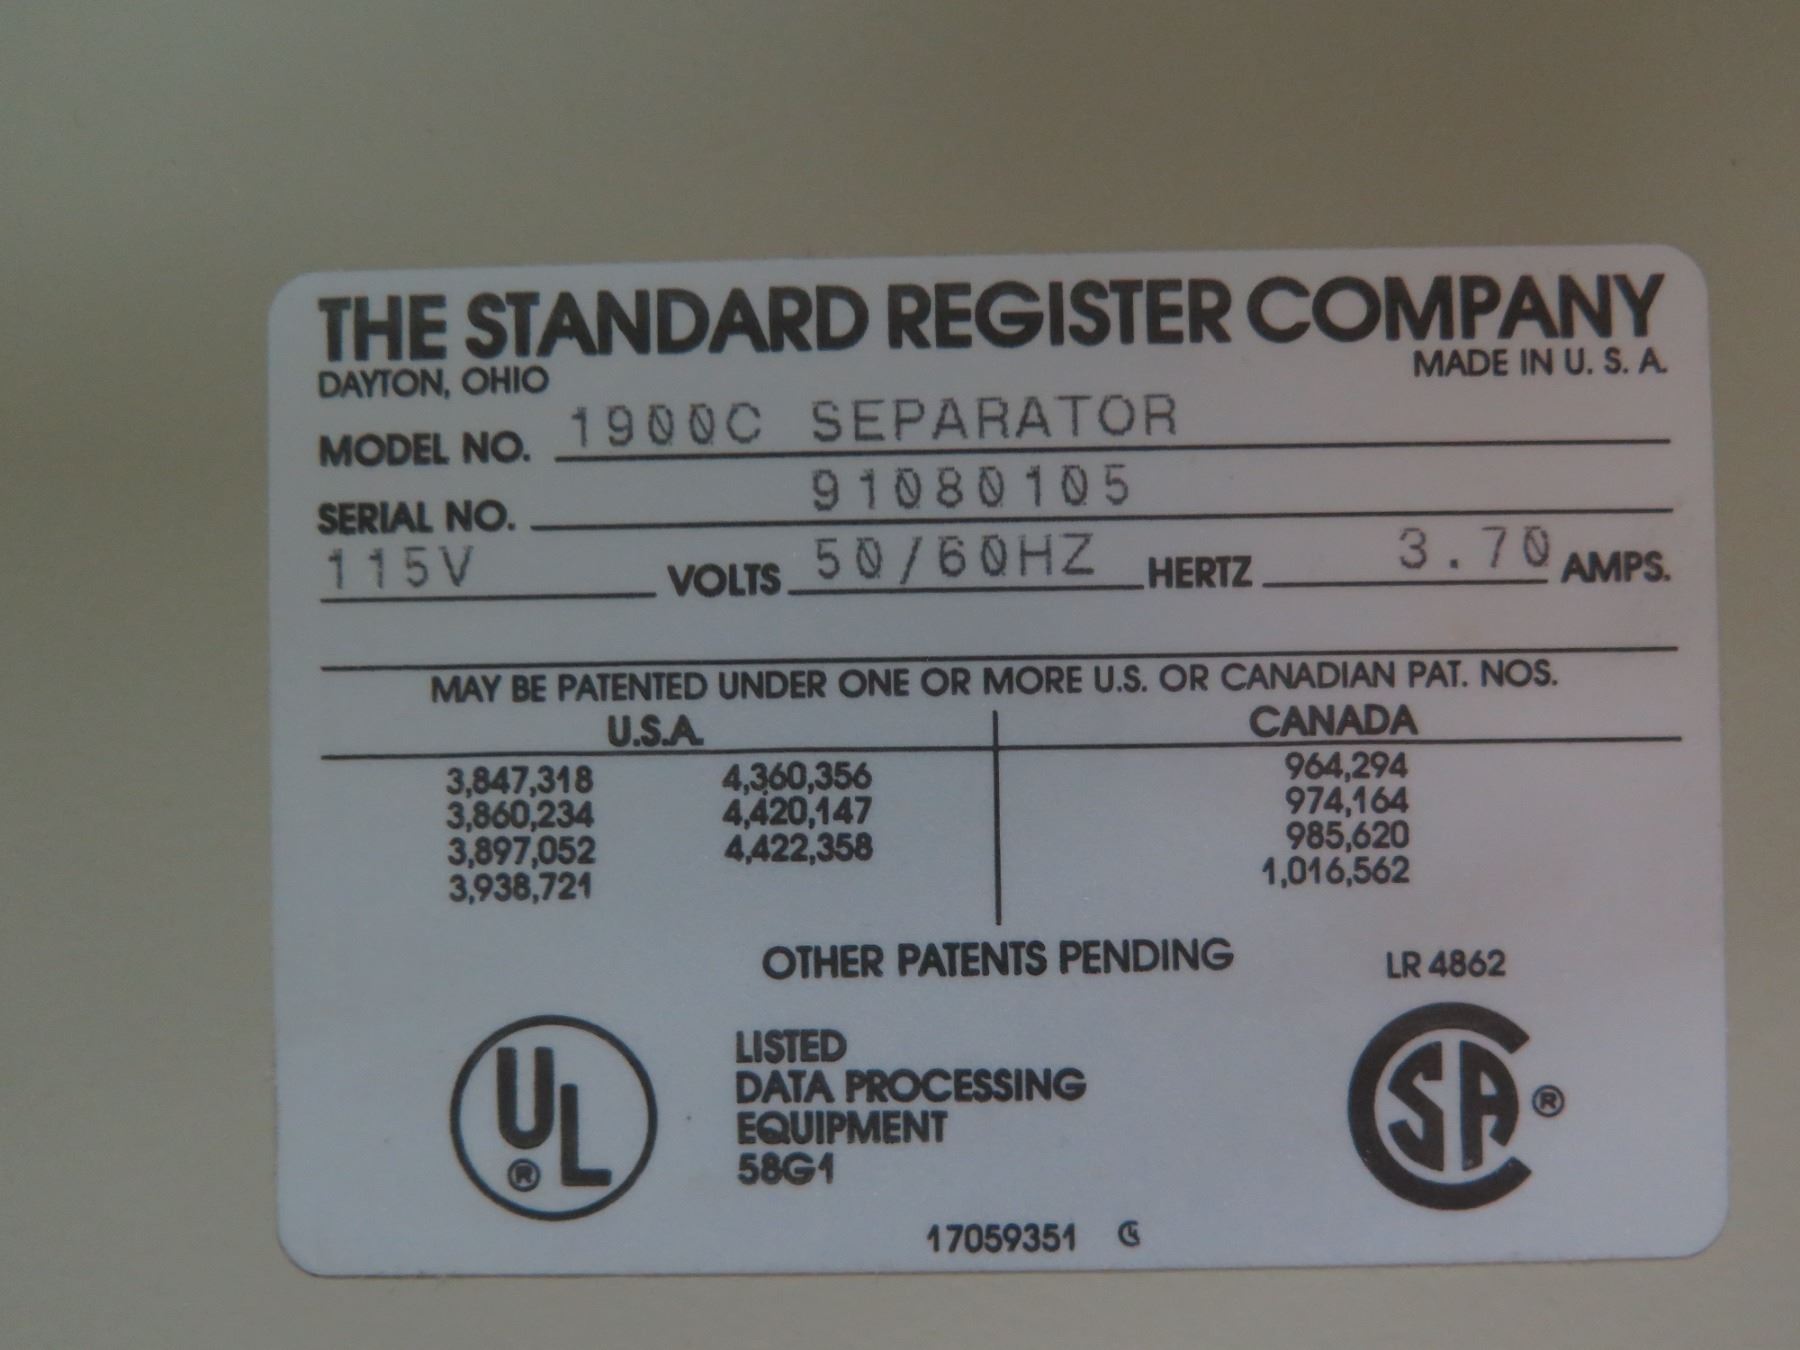 THE STANDARD REGISTER COMPANY
DAYTON, OHIO MADE IN U. S. A.
MODEL NO. 1900C SEPARATOR
SERIAL NO. 91080105
115V VOLTS 50/60HZ HERTZ 3.70 AMPS.
MAY BE PATENTED UNDER ONE OR MORE U.S. OR CANADIAN PAT. NOS.
U.S.A. CANADA
3,847,318 4,360,356 964,294
3,860,234 4,420,147 974,164
3,897,052 4,422,358 985,620
3,938,721 1,016,562
OTHER PATENTS PENDING LR 4862
UL ®
LISTED
DATA PROCESSING
EQUIPMENT
58G1
CSA ®
17059351